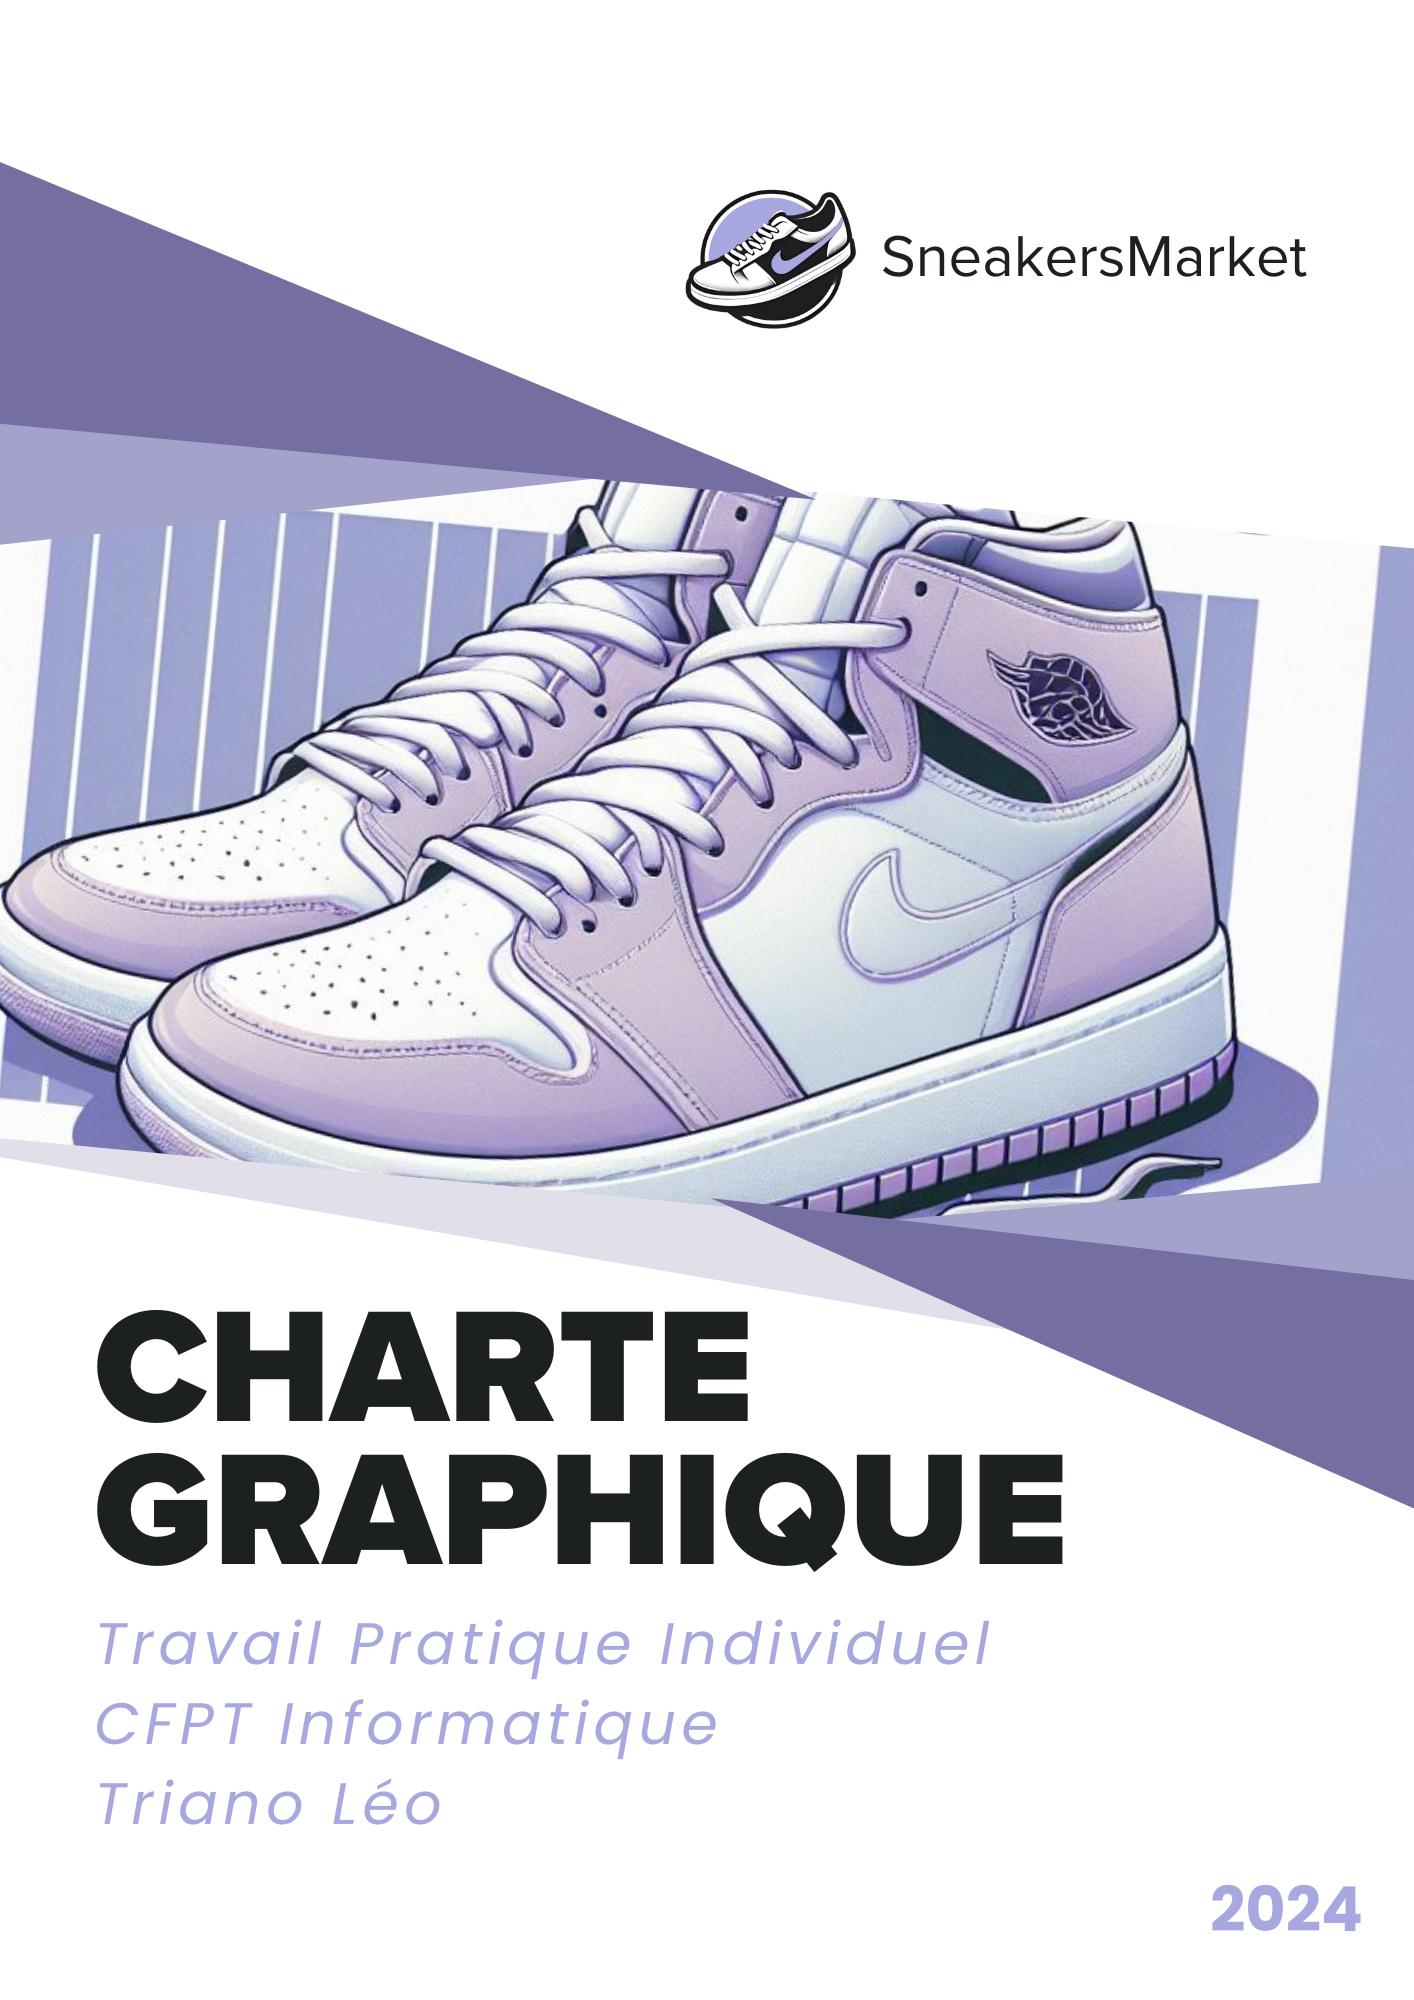 SneakersMarket
CHARTE
GRAPHIQUE
Travail Pratique Individuel
CFPT Informatique
Triano Léo
2024